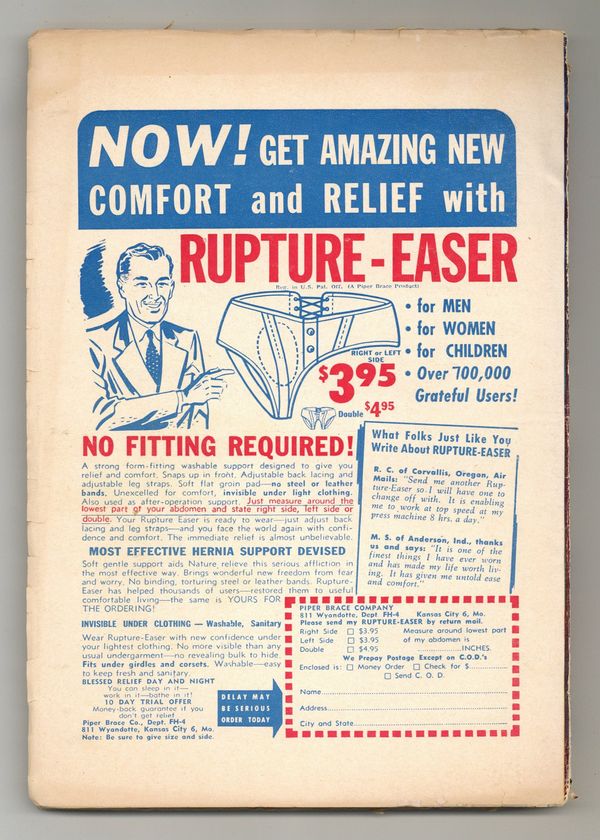 NOW! GET AMAZING NEW
COMFORT and RELIEF with
RUPTURE-EASER
Reg. in U.S. Pat. Off. (A Piper Brace Product)
• for MEN
• for WOMEN
• for CHILDREN
• Over 700,000
Grateful Users!
RIGHT or LEFT
SIDE
$3.95
Double $4.95
NO FITTING REQUIRED!
A strong form-fitting washable support designed to give you
relief and comfort. Snaps up in front. Adjustable back lacing and
adjustable leg straps. Soft flat groin pad—no steel or leather
bands. Unexcelled for comfort, invisible under light clothing.
Also used as after-operation support. Just measure around the
lowest part of your abdomen and state right side, left side or
double. Your Rupture Easer is ready to wear—just adjust back
lacing and leg straps—and you face the world again with confi-
dence and comfort. The immediate relief is almost unbelievable.
MOST EFFECTIVE HERNIA SUPPORT DEVISED
Soft gentle support aids Nature relieve this serious affliction in
the most effective way. Brings wonderful new freedom from fear
and worry. No binding, torturing steel or leather bands. Rupture-
Easer has helped thousands of users—restored them to useful
comfortable living—the same is YOURS FOR
THE ORDERING!
INVISIBLE UNDER CLOTHING — Washable, Sanitary
Wear Rupture-Easer with new confidence under
your lightest clothing. No more visible than any
usual undergarment—no revealing bulk to hide.
Fits under girdles and corsets. Washable—easy
to keep fresh and sanitary.
BLESSED RELIEF DAY AND NIGHT
You can sleep in it—
work in it—bathe in it!
10 DAY TRIAL OFFER
Money-back guarantee if you
don't get relief
Piper Brace Co., Dept. FH-4
811 Wyandotte, Kansas City 6, Mo.
Note: Be sure to give size and side.
DELAY MAY
BE SERIOUS
ORDER TODAY
What Folks Just Like You
Write About RUPTURE-EASER
R. C. of Corvallis, Oregon, Air
Mails: "Send me another Rup-
ture-Easer so I will have one to
change off with. It is enabling
me to work at top speed at my
press machine 8 hrs. a day."
M. S. of Anderson, Ind., thanks
us and says: "It is one of the
finest things I have ever worn
and has made my life worth liv-
ing. It has given me untold ease
and comfort."
PIPER BRACE COMPANY
811 Wyandotte, Dept FH-4 Kansas City 6, Mo.
Please send my RUPTURE-EASER by return mail.
Right Side □ $3.95 Measure around lowest part
Left Side □ $3.95 of my abdomen is
Double □ $4.95 INCHES.
We Prepay Postage Except on C.O.D.'s
Enclosed is: □ Money Order □ Check for $
□ Send C. O. D.
Name
Address
City and State